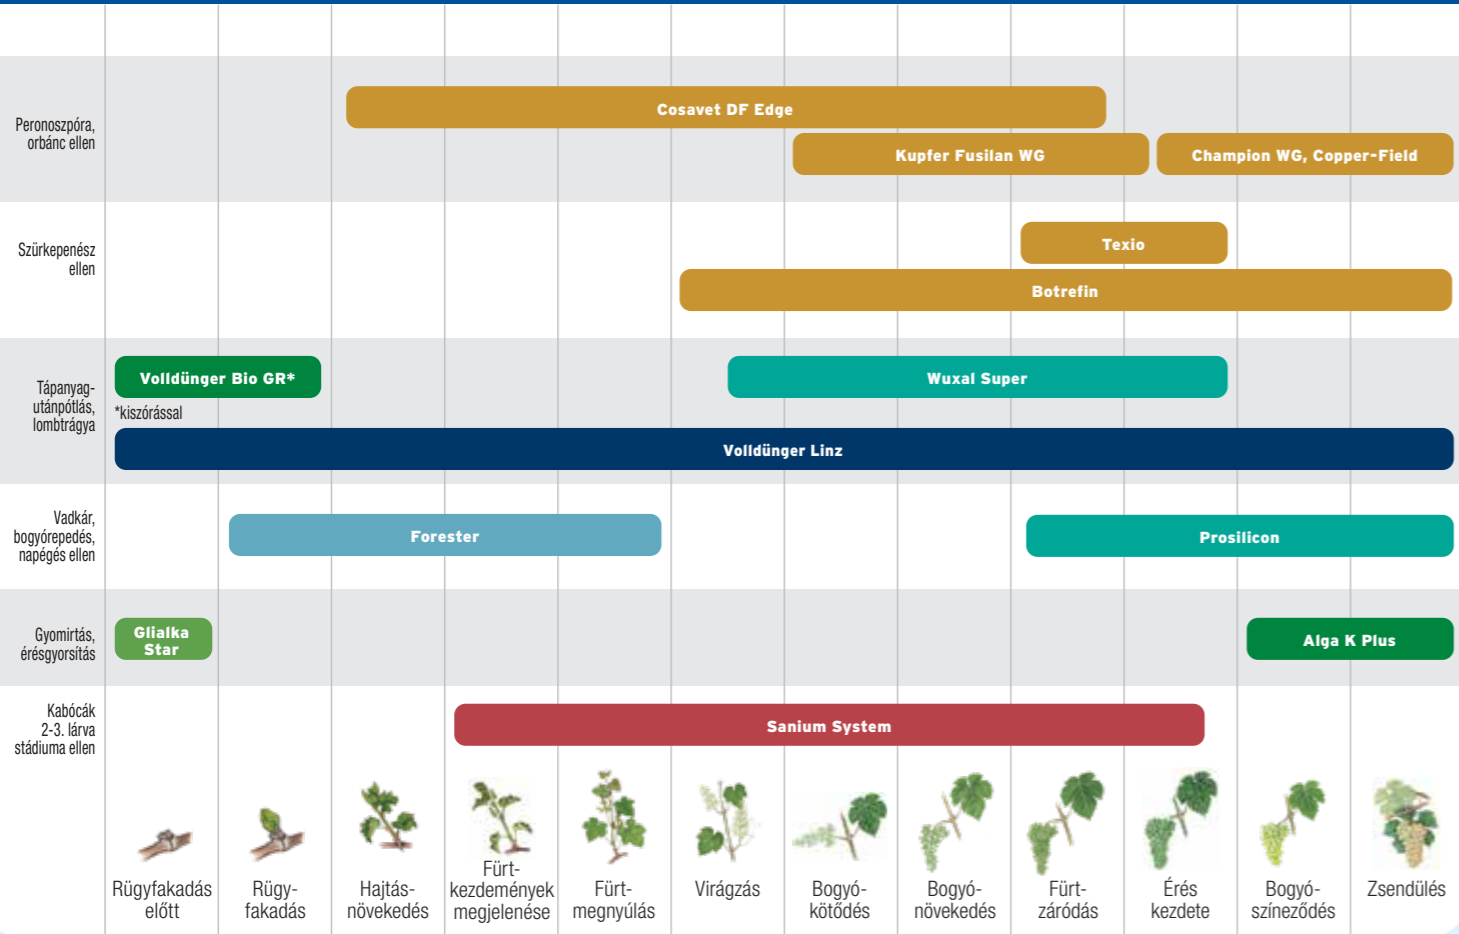 Peronoszpóra,
orbánc ellen
Cosavet DF Edge
Kupfer Fusilan WG
Champion WG, Copper-Field
Szürkepenész
ellen
Texio
Botrefin
Tápanyag-
utánpótlás,
lombtrágya
Volldünger Bio GR*
*kiszórással
Wuxal Super
Volldünger Linz
Vadkár,
bogyórepedés,
napégés ellen
Forester
Prosilicon
Gyomirtás,
érésgyorsítás
Glialka
Star
Alga K Plus
Kabócák
2-3. lárva
stádiuma ellen
Sanium System
Rügyfakadás
előtt
Rügy-
fakadás
Hajtás-
növekedés
Fürt-
kezdemények
megjelenése
Fürt-
megnyúlás
Virágzás
Bogyó-
kötődés
Bogyó-
növekedés
Fürt-
záródás
Érés
kezdete
Bogyó-
színeződés
Zsendülés